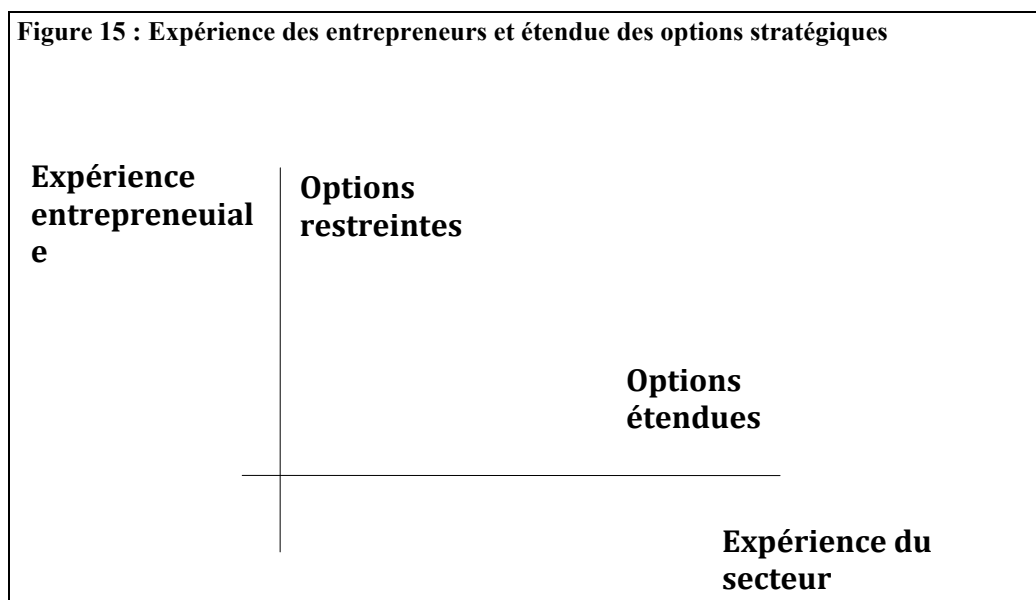 Figure 15 : Expérience des entrepreneurs et étendue des options stratégiques
Expérience
entrepreneuial
e
Options
restreintes
Options
étendues
Expérience du
secteur